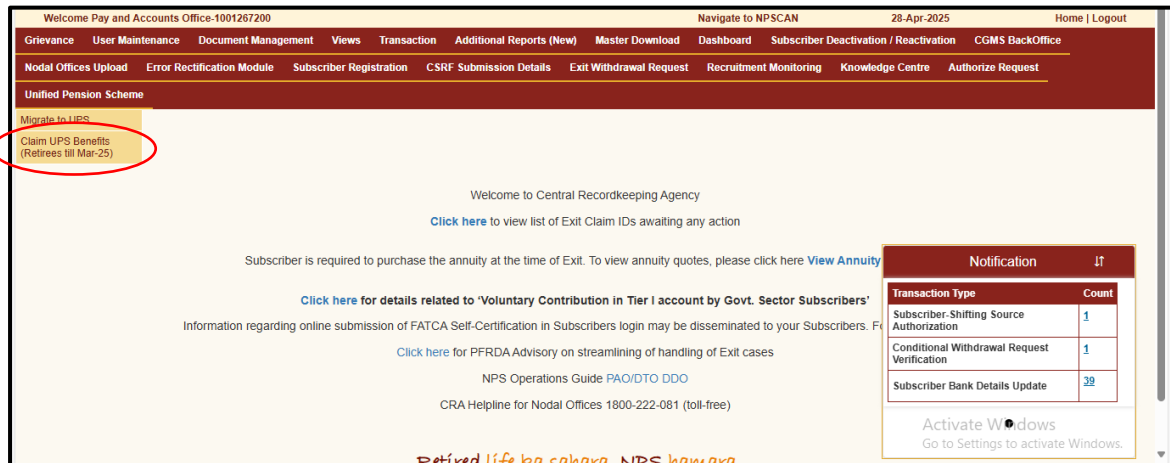 Welcome Pay and Accounts Office-1001267200 Navigate to NPSCAN 28-Apr-2025 Home | Logout
Grievance User Maintenance Document Management Views Transaction Additional Reports (New) Master Download Dashboard Subscriber Deactivation / Reactivation CGMS BackOffice
Nodal Offices Upload Error Rectification Module Subscriber Registration CSRF Submission Details Exit Withdrawal Request Recruitment Monitoring Knowledge Centre Authorize Request
Unified Pension Scheme
Migrate to UPS
Claim UPS Benefits
(Retirees till Mar-25)
Welcome to Central Recordkeeping Agency
Click here to view list of Exit Claim IDs awaiting any action
Subscriber is required to purchase the annuity at the time of Exit. To view annuity quotes, please click here View Annuity
Click here for details related to ‘Voluntary Contribution in Tier I account by Govt. Sector Subscribers’
Information regarding online submission of FATCA Self-Certification in Subscribers login may be disseminated to your Subscribers.
Click here for PFRDA Advisory on streamlining of handling of Exit cases
NPS Operations Guide PAO/DTO DDO
CRA Helpline for Nodal Offices 1800-222-081 (toll-free)
Retired life ka sahara, NPS hamara
Notification
Transaction Type Count
Subscriber-Shifting Source
Authorization 1
Conditional Withdrawal Request
Verification 1
Subscriber Bank Details Update 39
Activate Windows
Go to Settings to activate Windows.